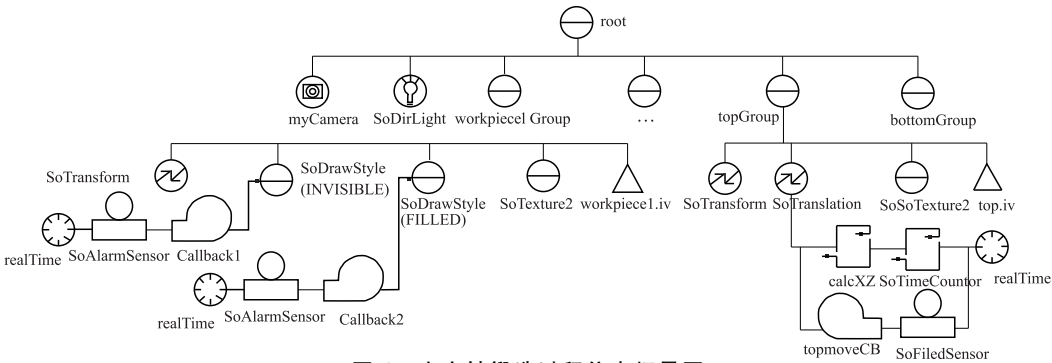 root
myCamera
SoDirLight
workpiecel Group
...
topGroup
bottomGroup
SoTransform
SoDrawStyle
(INVISIBLE)
SoDrawStyle
(FILLED)
SoTexture2
workpiece1.iv
SoTransform
SoTranslation
SoSoTexture2
top.iv
realTime
SoAlarmSensor
Callback1
realTime
SoAlarmSensor
Callback2
calcXZ
SoTimeCountor
realTime
topmoveCB
SoFiledSensor